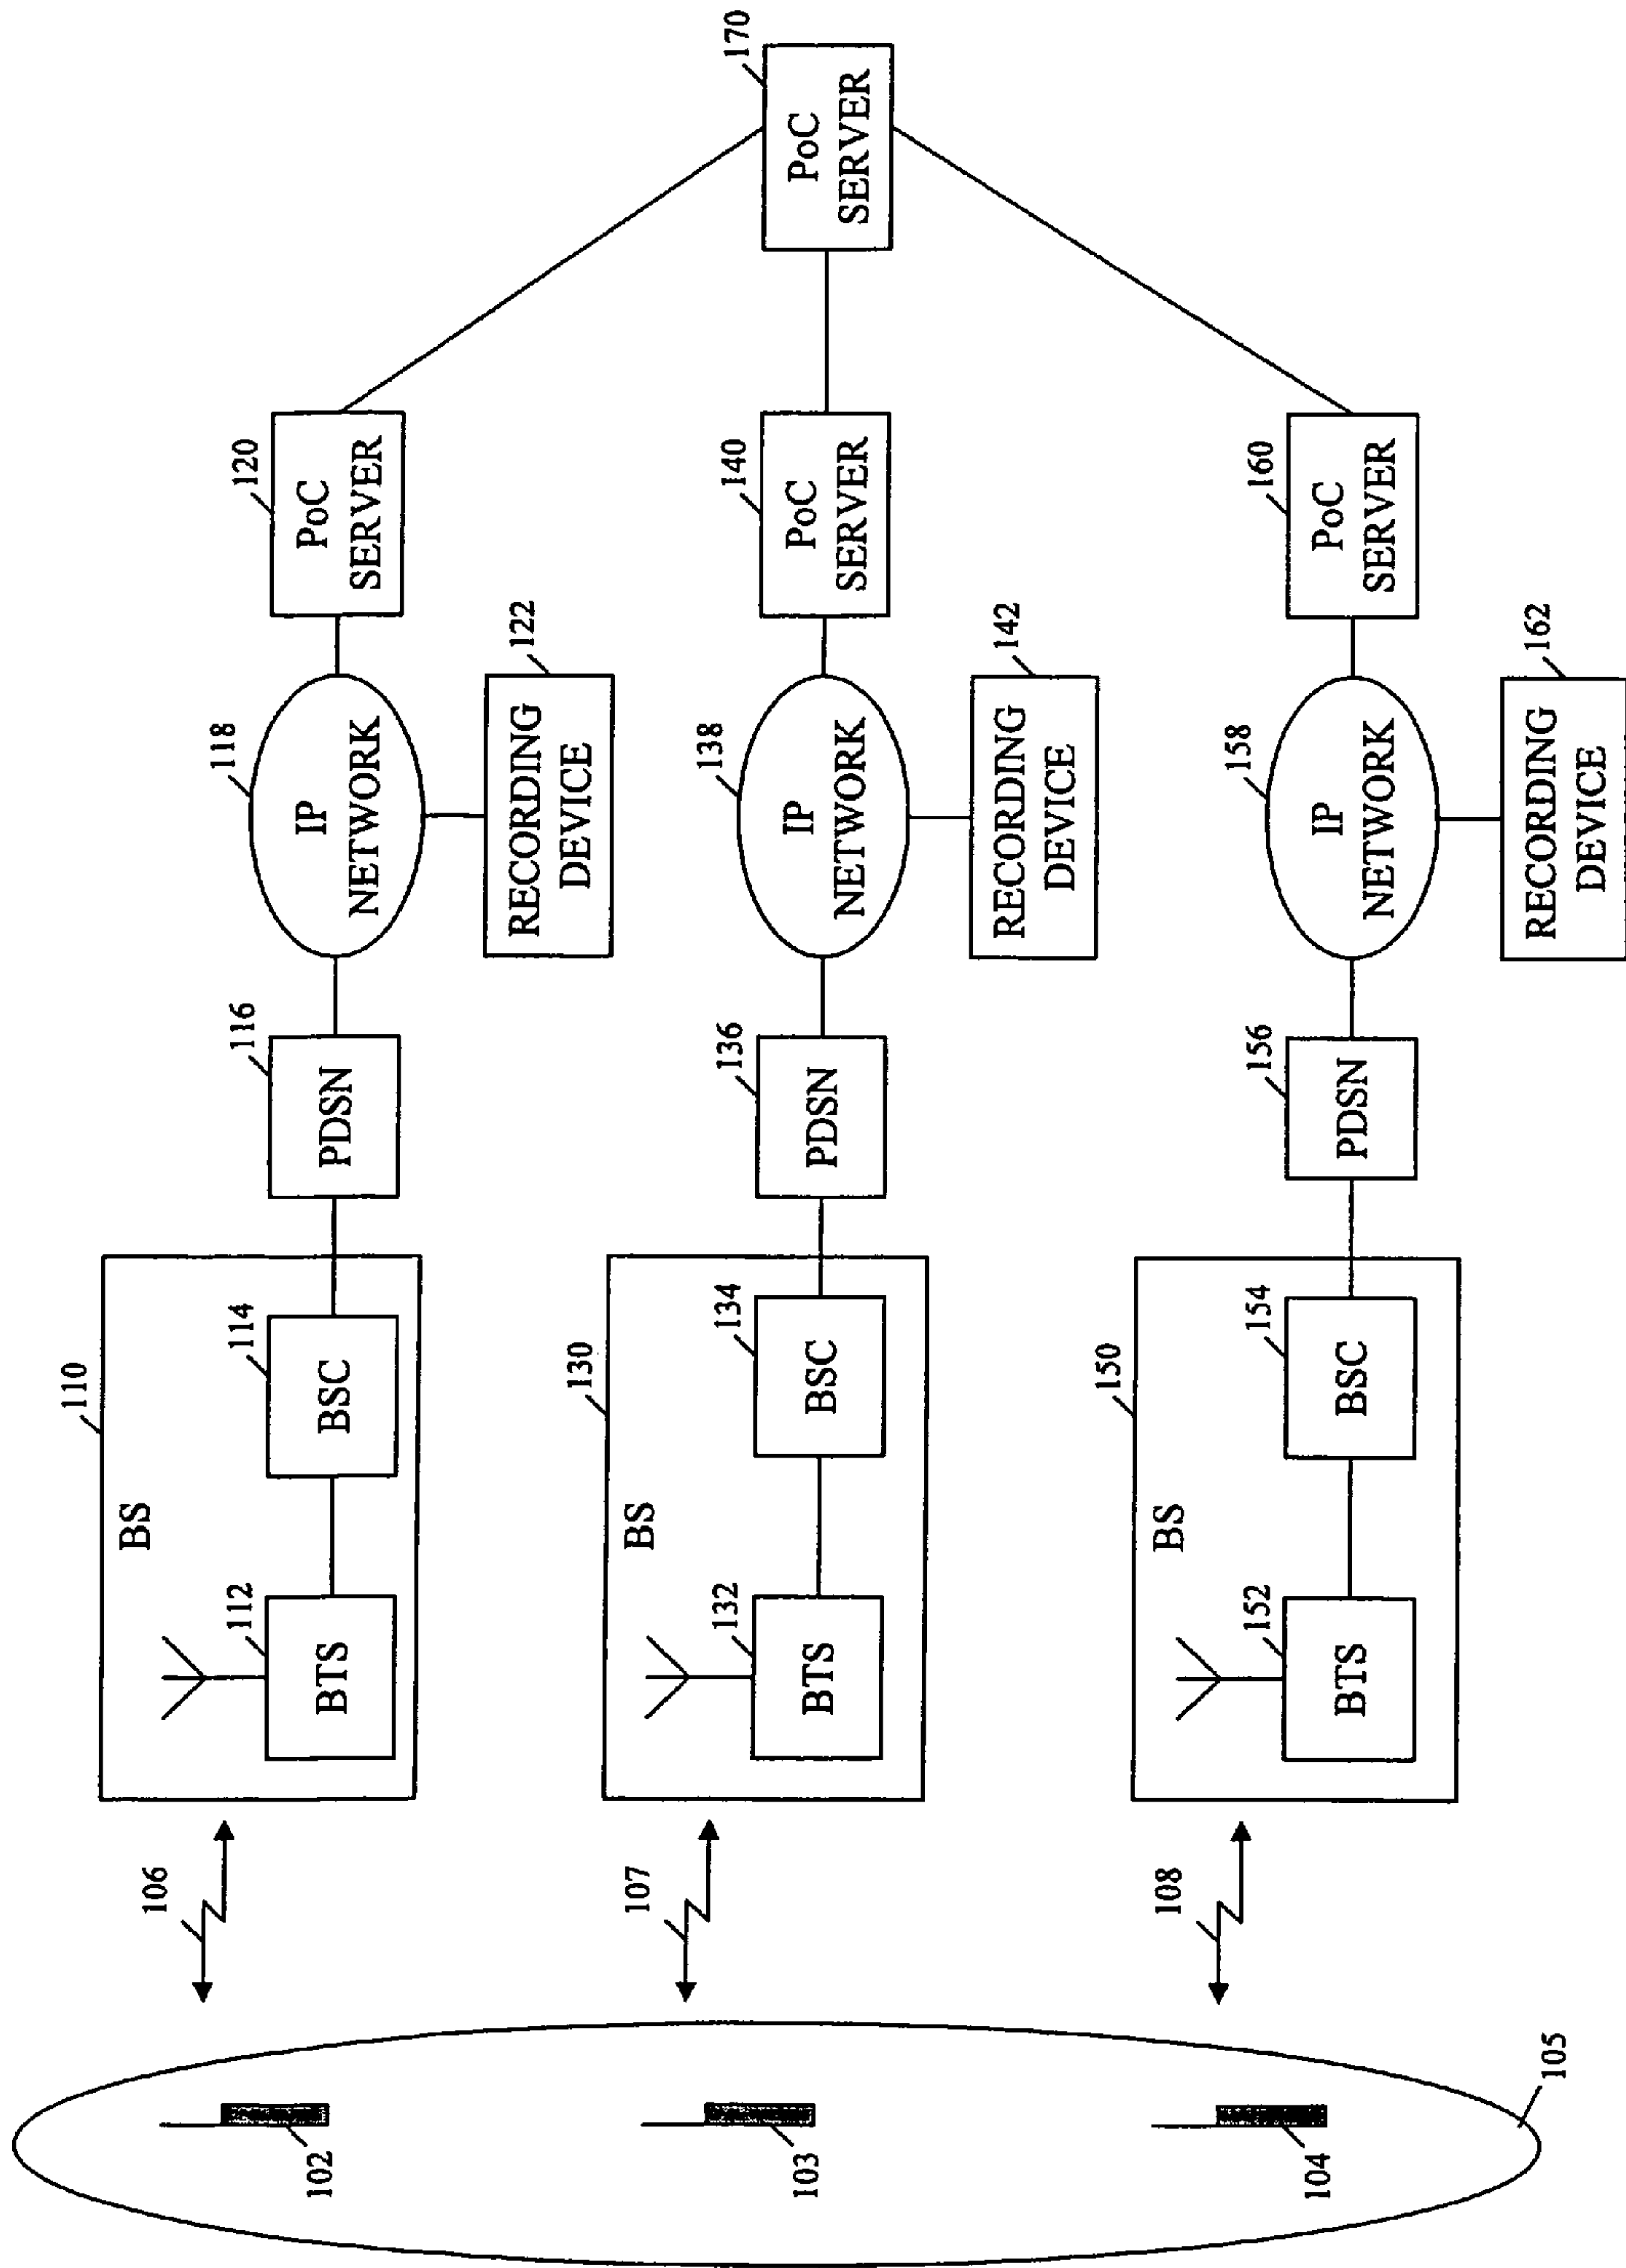 110
BS
112
BTS
114
BSC
116
PDSN
118
IP
NETWORK
120
PoC
SERVER
122
RECORDING
DEVICE
106
102
130
BS
132
BTS
134
BSC
136
PDSN
138
IP
NETWORK
140
PoC
SERVER
142
RECORDING
DEVICE
107
103
170
PoC
SERVER
150
BS
152
BTS
154
BSC
156
PDSN
158
IP
NETWORK
160
PoC
SERVER
162
RECORDING
DEVICE
108
104
105